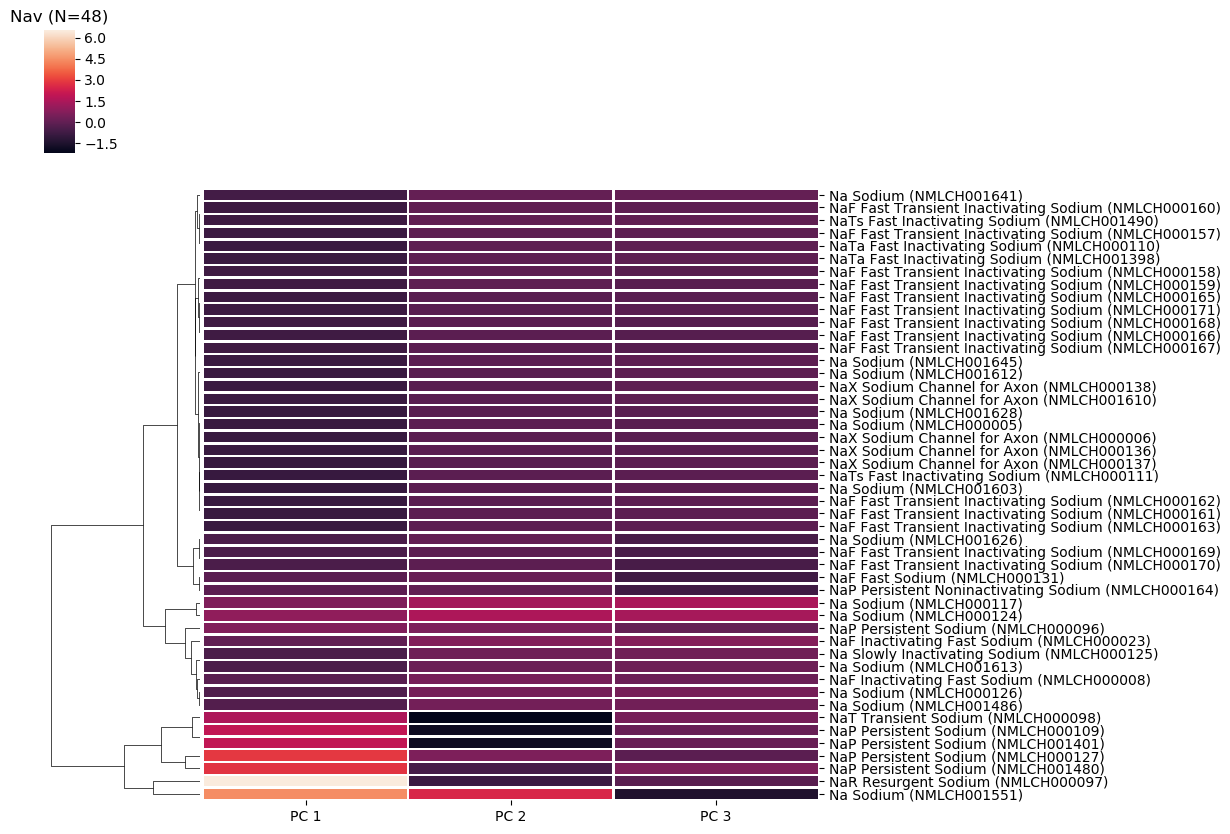 Nav (N=48)
6.0
4.5
3.0
1.5
0.0
−1.5
Na Sodium (NMLCH001641)
NaF Fast Transient Inactivating Sodium (NMLCH000160)
NaTs Fast Inactivating Sodium (NMLCH001490)
NaF Fast Transient Inactivating Sodium (NMLCH000157)
NaTa Fast Inactivating Sodium (NMLCH000110)
NaTa Fast Inactivating Sodium (NMLCH001398)
NaF Fast Transient Inactivating Sodium (NMLCH000158)
NaF Fast Transient Inactivating Sodium (NMLCH000159)
NaF Fast Transient Inactivating Sodium (NMLCH000165)
NaF Fast Transient Inactivating Sodium (NMLCH000171)
NaF Fast Transient Inactivating Sodium (NMLCH000168)
NaF Fast Transient Inactivating Sodium (NMLCH000166)
NaF Fast Transient Inactivating Sodium (NMLCH000167)
Na Sodium (NMLCH001645)
Na Sodium (NMLCH001612)
NaX Sodium Channel for Axon (NMLCH000138)
NaX Sodium Channel for Axon (NMLCH001610)
Na Sodium (NMLCH001628)
Na Sodium (NMLCH000005)
NaX Sodium Channel for Axon (NMLCH000006)
NaX Sodium Channel for Axon (NMLCH000136)
NaX Sodium Channel for Axon (NMLCH000137)
NaTs Fast Inactivating Sodium (NMLCH000111)
Na Sodium (NMLCH001603)
NaF Fast Transient Inactivating Sodium (NMLCH000162)
NaF Fast Transient Inactivating Sodium (NMLCH000161)
NaF Fast Transient Inactivating Sodium (NMLCH000163)
Na Sodium (NMLCH001626)
NaF Fast Transient Inactivating Sodium (NMLCH000169)
NaF Fast Transient Inactivating Sodium (NMLCH000170)
NaF Fast Sodium (NMLCH000131)
NaP Persistent Noninactivating Sodium (NMLCH000164)
Na Sodium (NMLCH000117)
Na Sodium (NMLCH000124)
NaP Persistent Sodium (NMLCH000096)
NaF Inactivating Fast Sodium (NMLCH000023)
Na Slowly Inactivating Sodium (NMLCH000125)
Na Sodium (NMLCH001613)
NaF Inactivating Fast Sodium (NMLCH000008)
Na Sodium (NMLCH000126)
Na Sodium (NMLCH001486)
NaT Transient Sodium (NMLCH000098)
NaP Persistent Sodium (NMLCH000109)
NaP Persistent Sodium (NMLCH001401)
NaP Persistent Sodium (NMLCH000127)
NaP Persistent Sodium (NMLCH001480)
NaR Resurgent Sodium (NMLCH000097)
Na Sodium (NMLCH001551)
PC 1
PC 2
PC 3